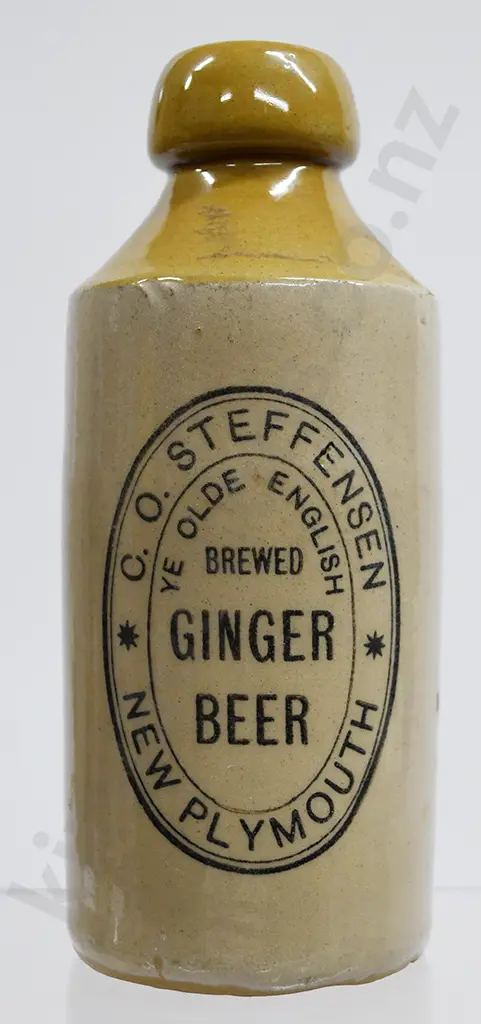 C. O. STEFFENSEN
YE OLDE ENGLISH
BREWED
GINGER
BEER
NEW PLYMOUTH